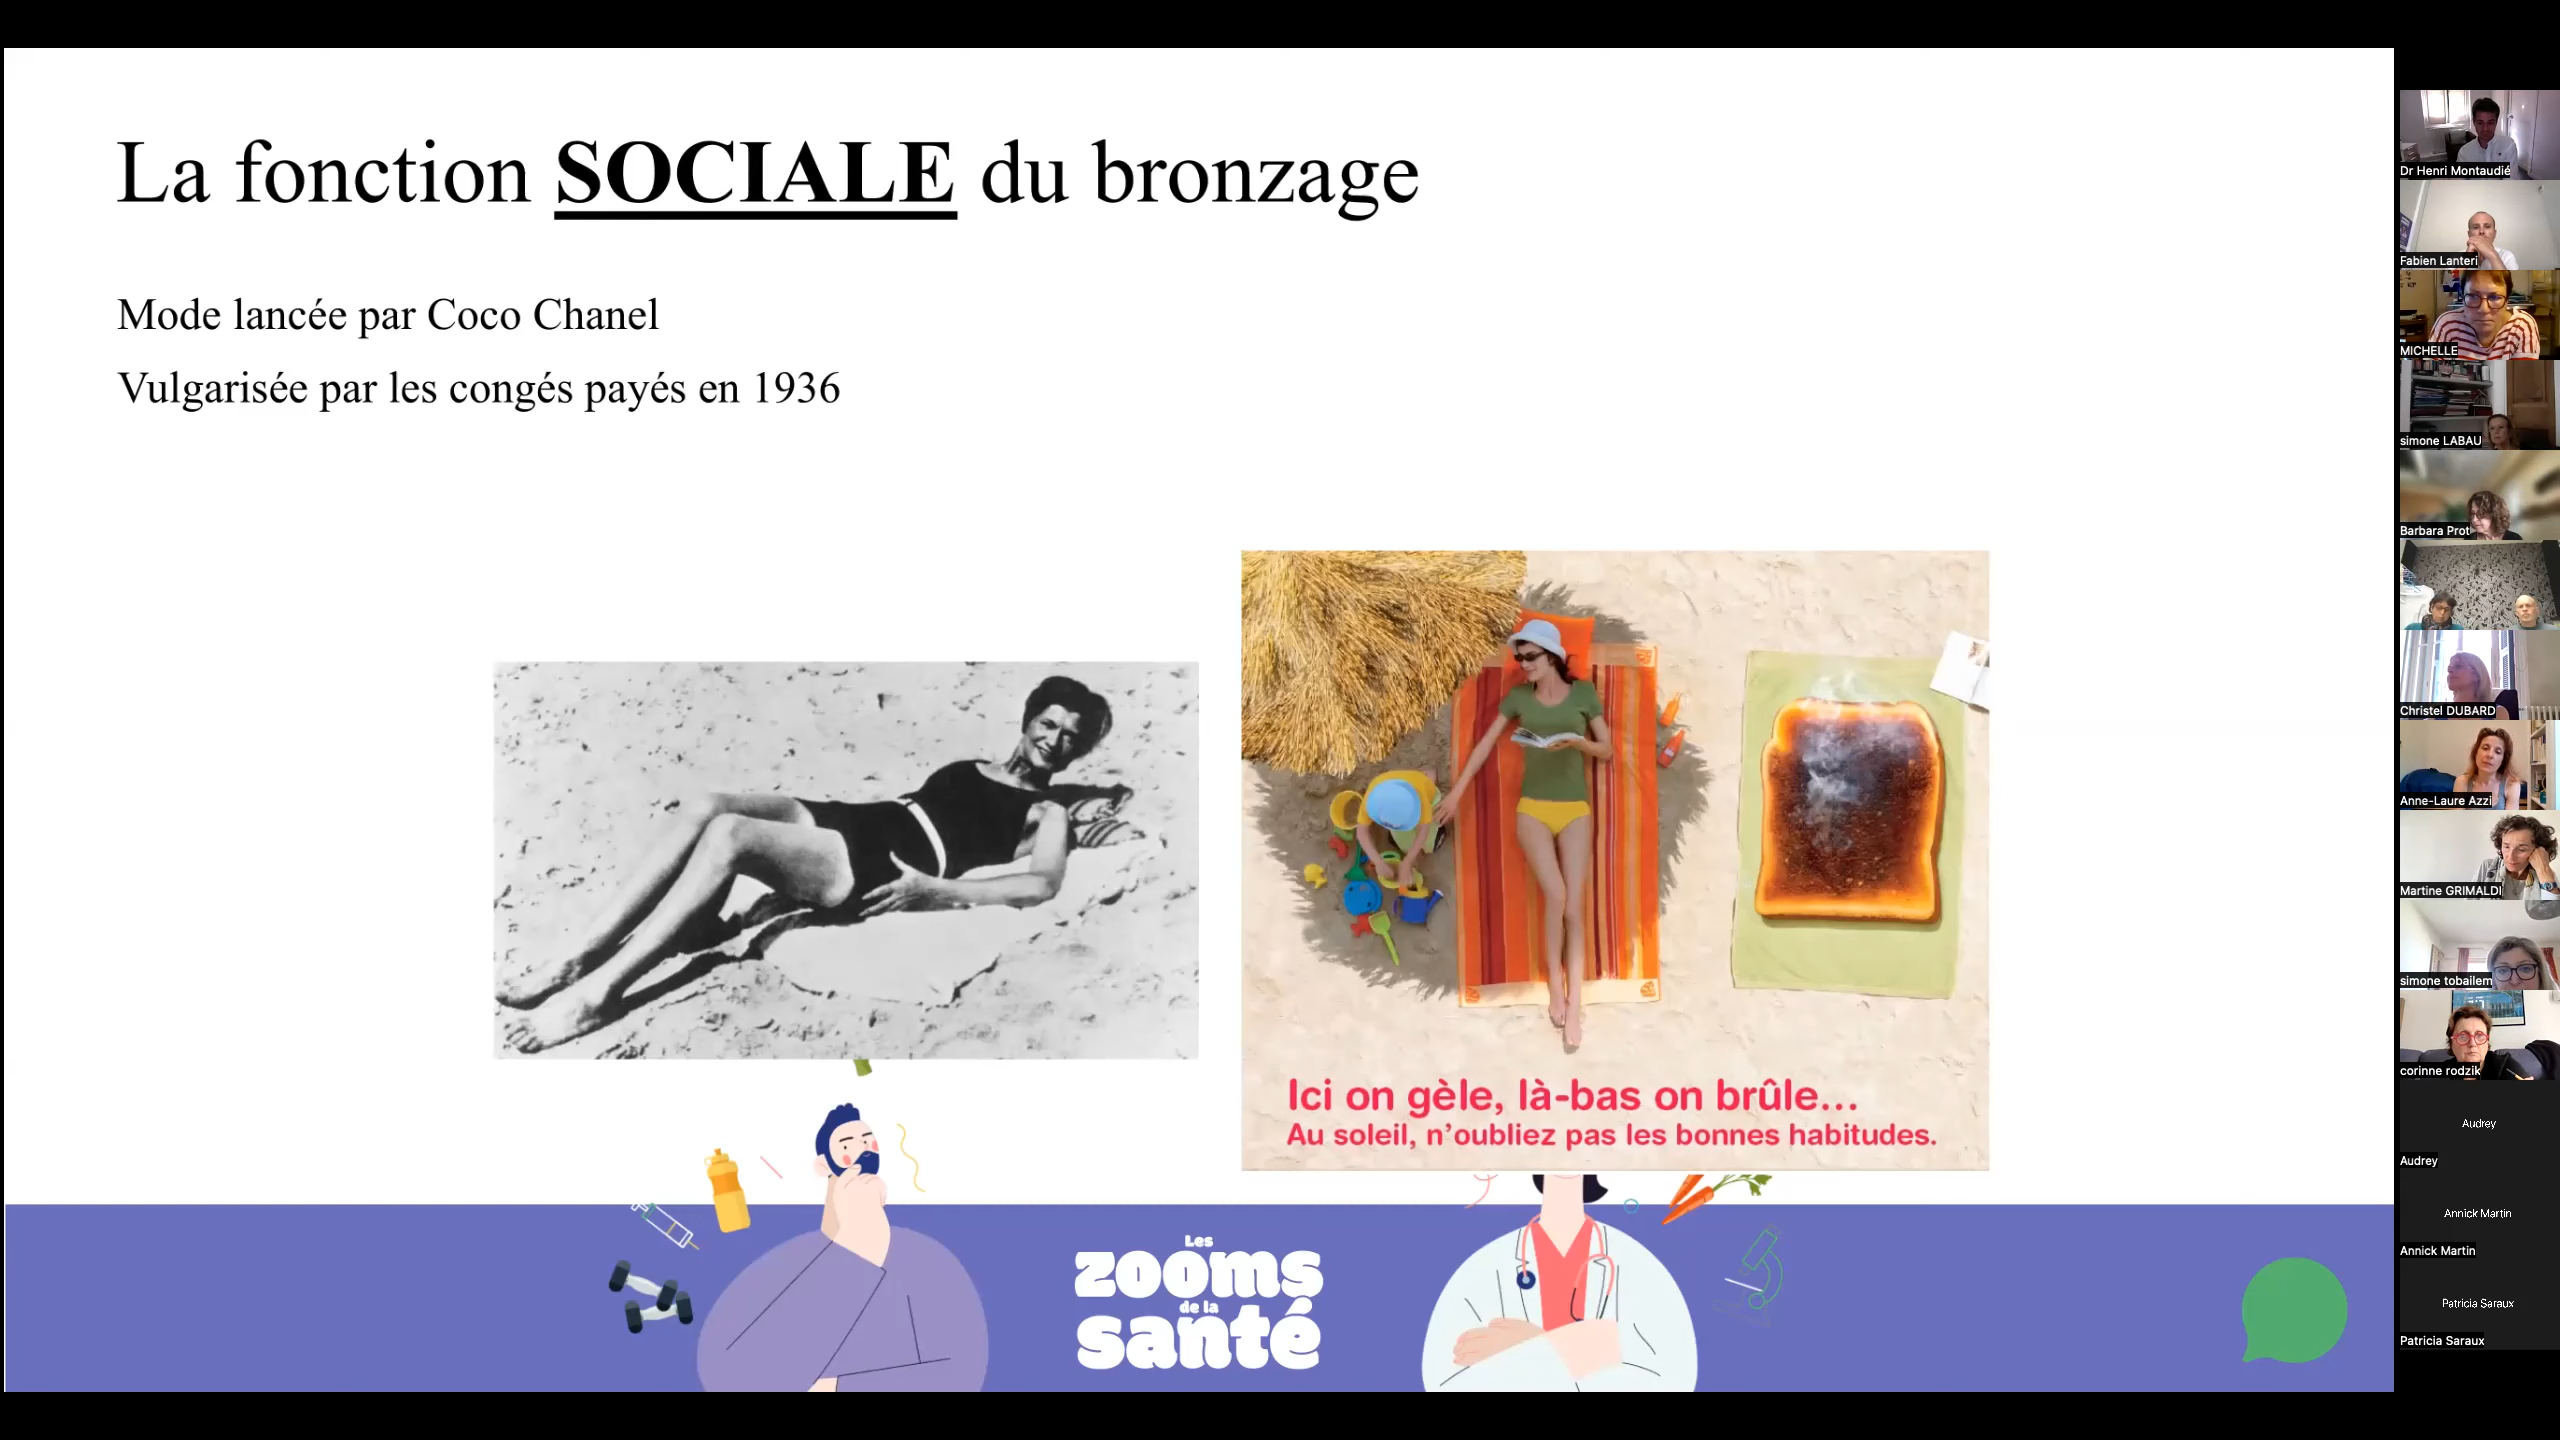 La fonction SOCIALE du bronzage
Mode lancée par Coco Chanel
Vulgarisée par les congés payés en 1936
Ici on gèle, là-bas on brûle...
Au soleil, n'oubliez pas les bonnes habitudes.
Les
zooms
de la
santé
Dr Henri Montaudié
Fabien Lanteri
MICHELLE
simone LABAU
Barbara Prot
Christel DUBARD
Anne-Laure Azzi
Martine GRIMALDI
simone tobailem
corinne rodzik
Audrey
Audrey
Annick Martin
Annick Martin
Patricia Saraux
Patricia Saraux